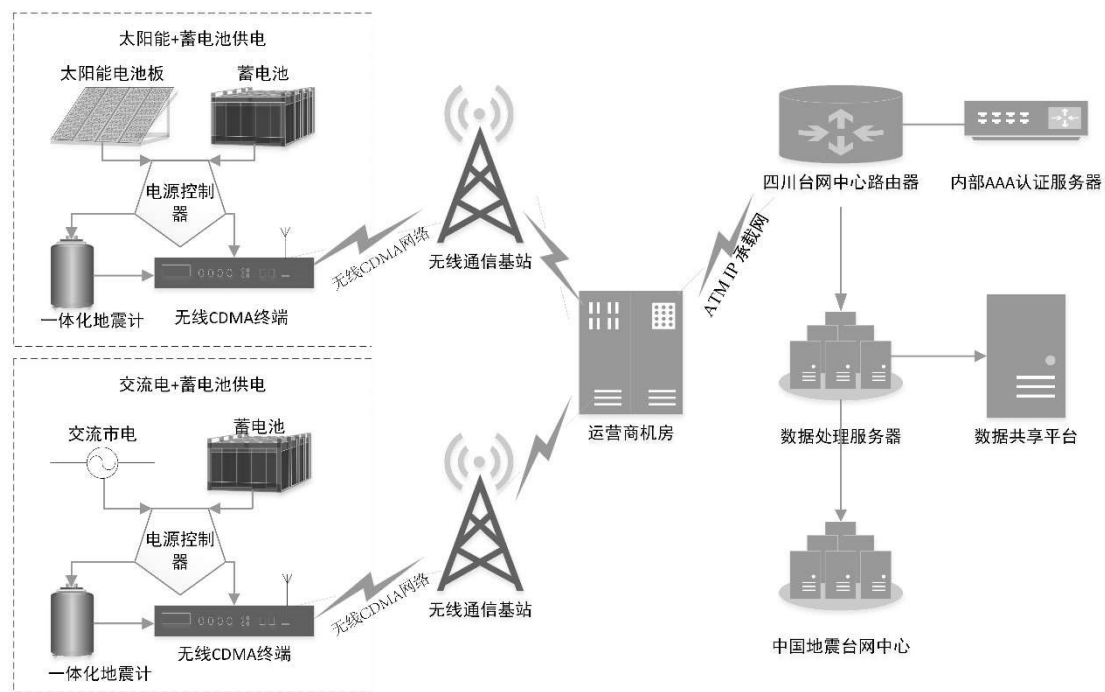 太阳能+蓄电池供电
太阳能电池板
蓄电池
电源控制
器
一体化地震计
无线CDMA终端
无线CDMA网络
无线通信基站
交流电+蓄电池供电
交流市电
蓄电池
电源控制
器
一体化地震计
无线CDMA终端
无线CDMA网络
无线通信基站
运营商机房
ATM IP 承载网
四川台网中心路由器
内部AAA认证服务器
数据处理服务器
数据共享平台
中国地震台网中心